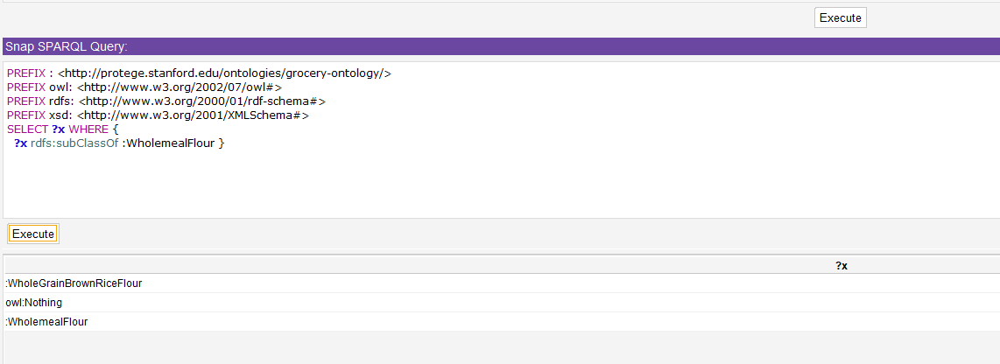 Execute
Snap SPARQL Query:
PREFIX : <http://protege.stanford.edu/ontologies/grocery-ontology/>
PREFIX owl: <http://www.w3.org/2002/07/owl#>
PREFIX rdfs: <http://www.w3.org/2000/01/rdf-schema#>
PREFIX xsd: <http://www.w3.org/2001/XMLSchema#>
SELECT ?x WHERE {
?x rdfs:subClassOf :WholemealFlour }
Execute
?x
:WholeGrainBrownRiceFlour
owl:Nothing
:WholemealFlour